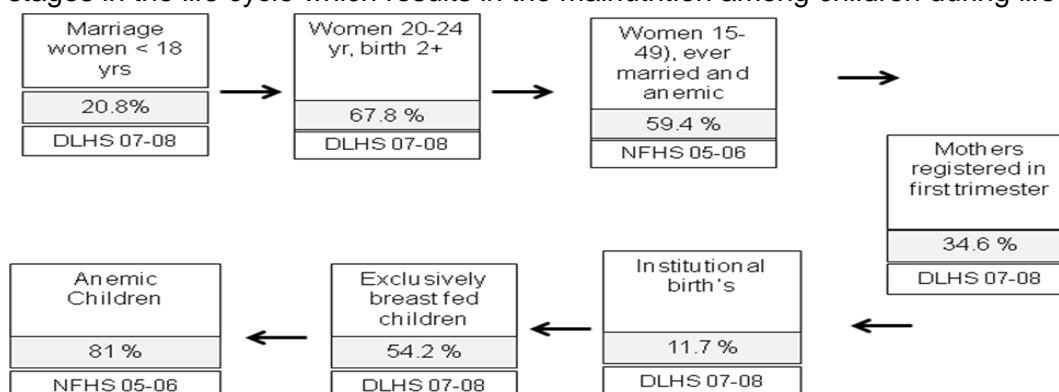 stages in the life cycle which results in the malnutrition among children during life
Marriage
women < 18
yrs
20.8%
DLHS 07-08
Women 20-24
yr, birth 2+
67.8 %
DLHS 07-08
Women 15-
49), ever
married and
anemic
59.4 %
NFHS 05-06
Mothers
registered in
first trimester
34.6 %
DLHS 07-08
Institutional
birth's
11.7 %
DLHS 07-08
Exclusively
breast fed
children
54.2 %
DLHS 07-08
Anemic
Children
81 %
NFHS 05-06